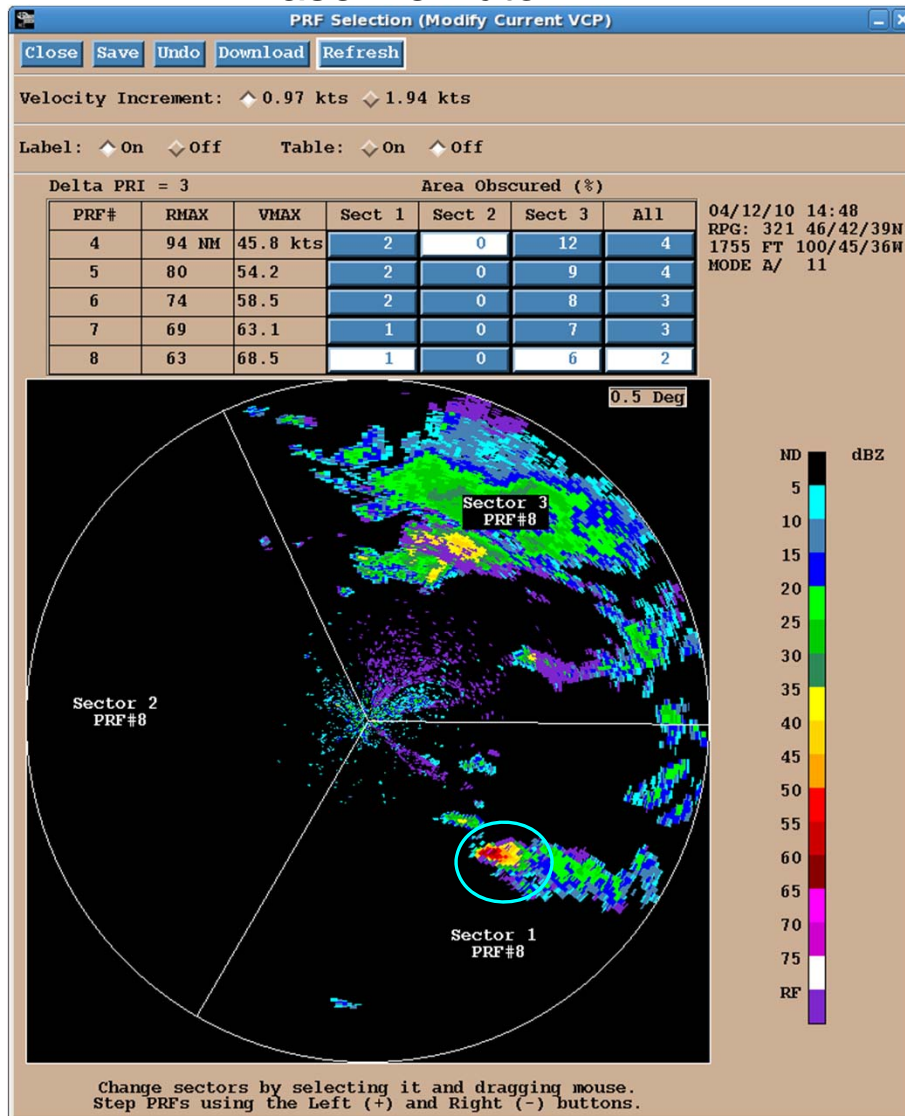 PRF Selection (Modify Current VCP)
Close Save Undo Download Refresh
Velocity Increment: 0.97 kts 1.94 kts
Label: On Off Table: On Off
Delta PRI = 3 Area Obscured (%)
PRF# RMAX VMAX Sect 1 Sect 2 Sect 3 All
4 94 NM 45.8 kts 2 0 12 4
5 80 54.2 2 0 9 4
6 74 58.5 2 0 8 3
7 69 63.1 1 0 7 3
8 63 68.5 1 0 6 2
04/12/10 14:48
RPG: 321 46/42/39N
1755 FT 100/45/36W
MODE A/ 11
0.5 Deg
Sector 3
PRF#8
Sector 2
PRF#8
Sector 1
PRF#8
ND dBZ
5
10
15
20
25
30
35
40
45
50
55
60
65
70
75
RF
Change sectors by selecting it and dragging mouse.
Step PRFs using the Left (+) and Right (-) buttons.